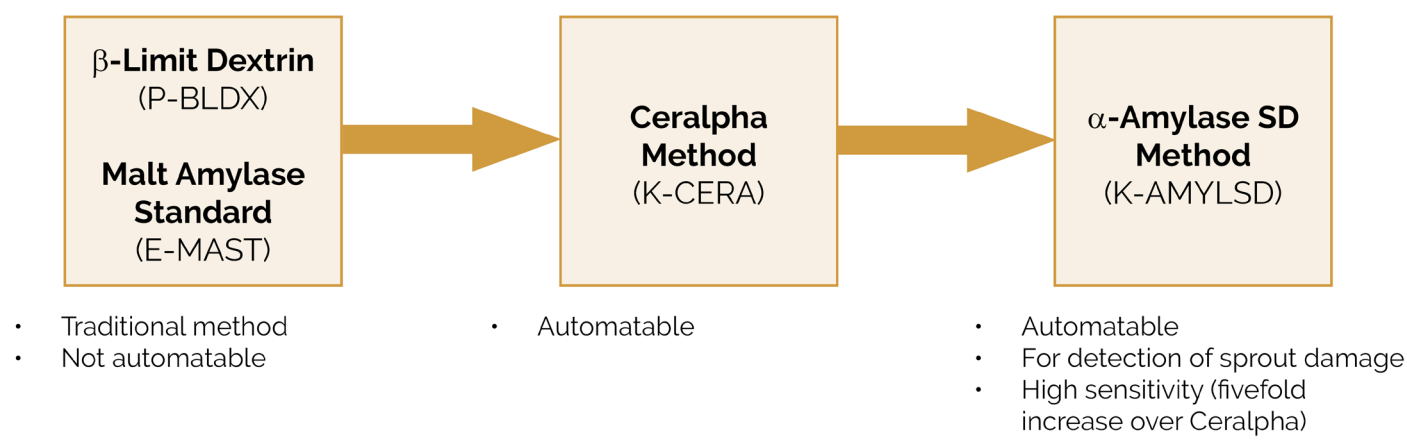 β-Limit Dextrin
(P-BLDX)
Malt Amylase
Standard
(E-MAST)
• Traditional method
• Not automatable
Ceralpha
Method
(K-CERA)
• Automatable
α-Amylase SD
Method
(K-AMYLSD)
• Automatable
• For detection of sprout damage
• High sensitivity (fivefold
increase over Ceralpha)